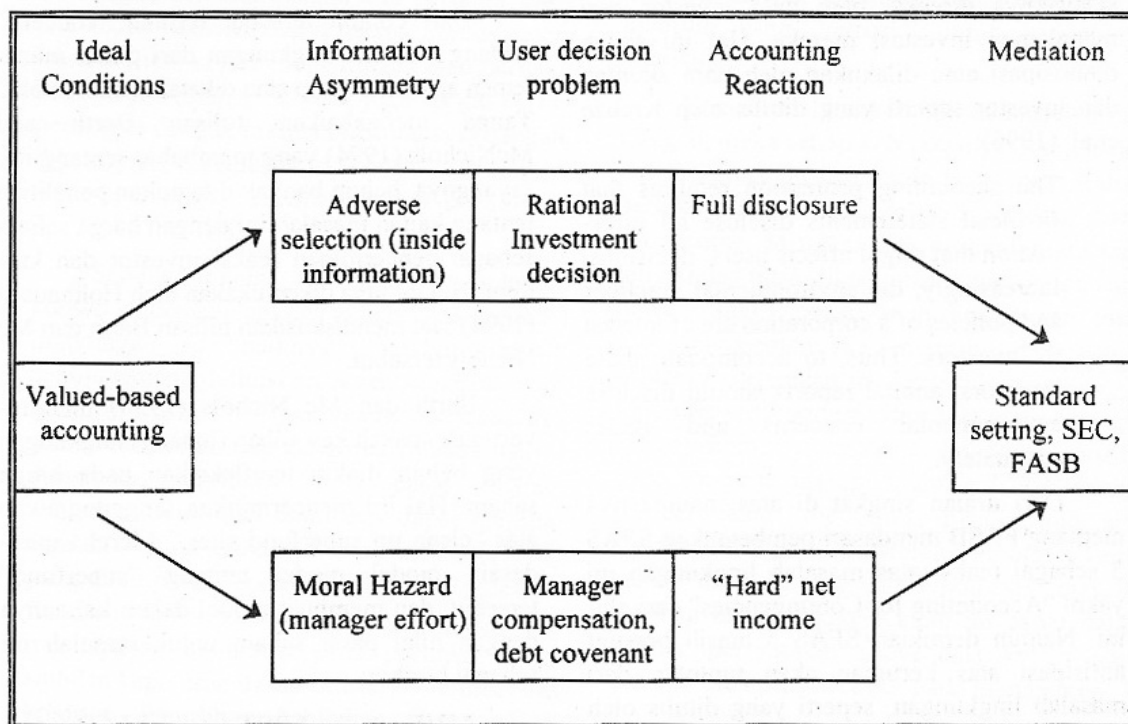 Ideal
Conditions
Information
Asymmetry
User decision
problem
Accounting
Reaction
Mediation
Adverse
selection (inside
information)
Rational
Investment
decision
Full disclosure
Valued-based
accounting
Standard
setting, SEC,
FASB
Moral Hazard
(manager effort)
Manager
compensation,
debt covenant
“Hard” net
income